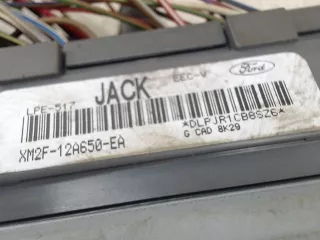 LPE-517 JACK EEC-V Ford
*DLPJR1CB8SZ6*
G CAD 8K29
XM2F-12A650-EA